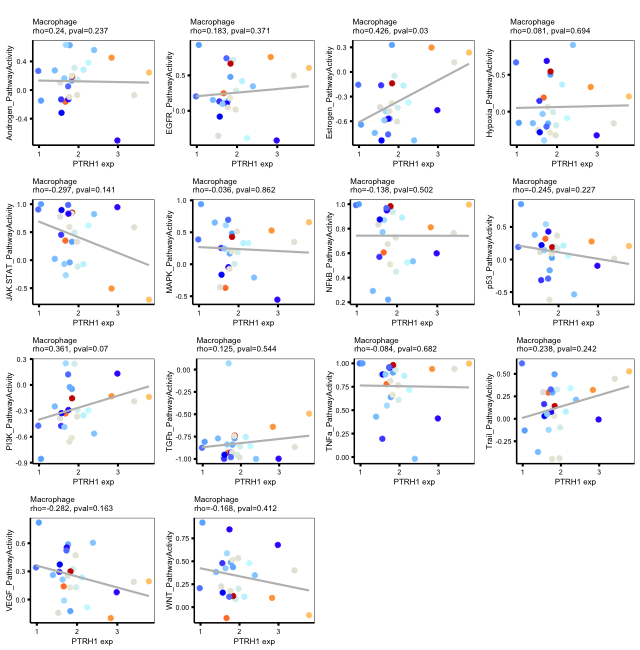 Macrophage
rho=0.24, pval=0.237
Androgen_PathwayActivity
0.4
0.0
-0.4
1
2
3
PTRH1 exp
Macrophage
rho=0.183, pval=0.371
EGFR_PathwayActivity
0.5
0.0
1
2
3
PTRH1 exp
Macrophage
rho=0.426, pval=0.03
Estrogen_PathwayActivity
0.3
0.0
-0.3
-0.6
1
2
3
PTRH1 exp
Macrophage
rho=0.081, pval=0.694
Hypoxia_PathwayActivity
0.5
0.0
1
2
3
PTRH1 exp
Macrophage
rho=-0.297, pval=0.141
JAK-STAT_PathwayActivity
1.0
0.5
0.0
-0.5
1
2
3
PTRH1 exp
Macrophage
rho=-0.036, pval=0.862
MAPK_PathwayActivity
1.0
0.5
0.0
-0.5
1
2
3
PTRH1 exp
Macrophage
rho=-0.138, pval=0.502
NFkB_PathwayActivity
1.0
0.8
0.6
0.4
0.2
1
2
3
PTRH1 exp
Macrophage
rho=-0.245, pval=0.227
p53_PathwayActivity
1.0
0.5
0.0
-0.5
1
2
3
PTRH1 exp
Macrophage
rho=0.361, pval=0.07
PI3K_PathwayActivity
0.3
0.0
-0.3
-0.6
-0.9
1
2
3
PTRH1 exp
Macrophage
rho=0.125, pval=0.544
TGFb_PathwayActivity
0.00
-0.25
-0.50
-0.75
-1.00
1
2
3
PTRH1 exp
Macrophage
rho=-0.084, pval=0.682
TNFa_PathwayActivity
1.00
0.75
0.50
0.25
0.00
1
2
3
PTRH1 exp
Macrophage
rho=0.238, pval=0.242
Trail_PathwayActivity
0.50
0.25
0.00
-0.25
1
2
3
PTRH1 exp
Macrophage
rho=-0.282, pval=0.163
VEGF_PathwayActivity
0.6
0.3
0.0
1
2
3
PTRH1 exp
Macrophage
rho=-0.168, pval=0.412
WNT_PathwayActivity
0.75
0.50
0.25
0.00
1
2
3
PTRH1 exp